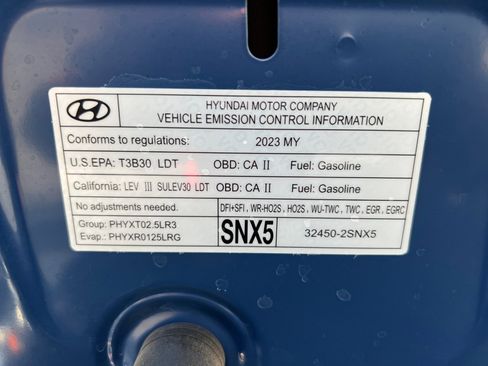 HYUNDAI MOTOR COMPANY
VEHICLE EMISSION CONTROL INFORMATION
Conforms to regulations: 2023 MY
U.S.EPA: T3B30 LDT OBD: CA II Fuel: Gasoline
California: LEV III SULEV30 LDT OBD: CA II Fuel: Gasoline
No adjustments needed. DFI+SFI, WR-HO2S, HO2S, WU-TWC, TWC, EGR, EGRC
Group: PHYXT02.5LR3
Evap.: PHYXR0125LRG
SNX5 32450-2SNX5